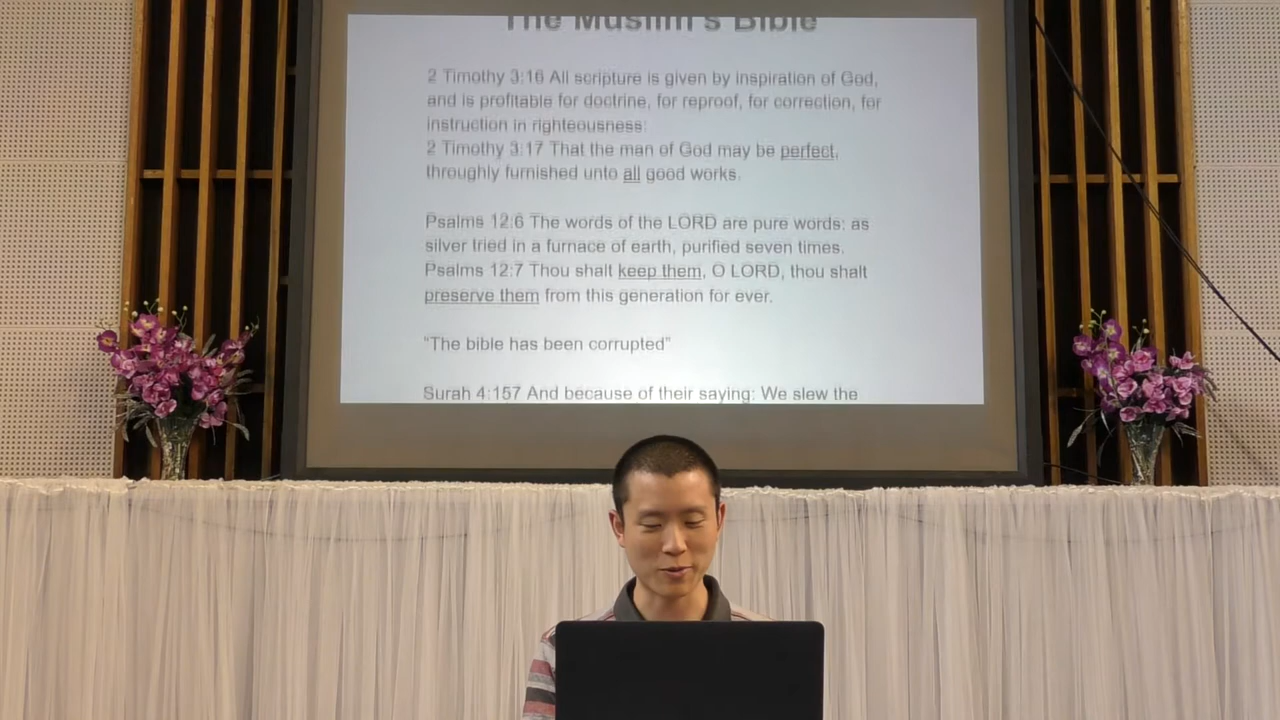 The Muslim's Bible
2 Timothy 3:16 All scripture is given by inspiration of God,
and is profitable for doctrine, for reproof, for correction, for
instruction in righteousness:
2 Timothy 3:17 That the man of God may be perfect,
throughly furnished unto all good works.
Psalms 12:6 The words of the LORD are pure words: as
silver tried in a furnace of earth, purified seven times.
Psalms 12:7 Thou shalt keep them, O LORD, thou shalt
preserve them from this generation for ever.
"The bible has been corrupted"
Surah 4:157 And because of their saying: We slew the